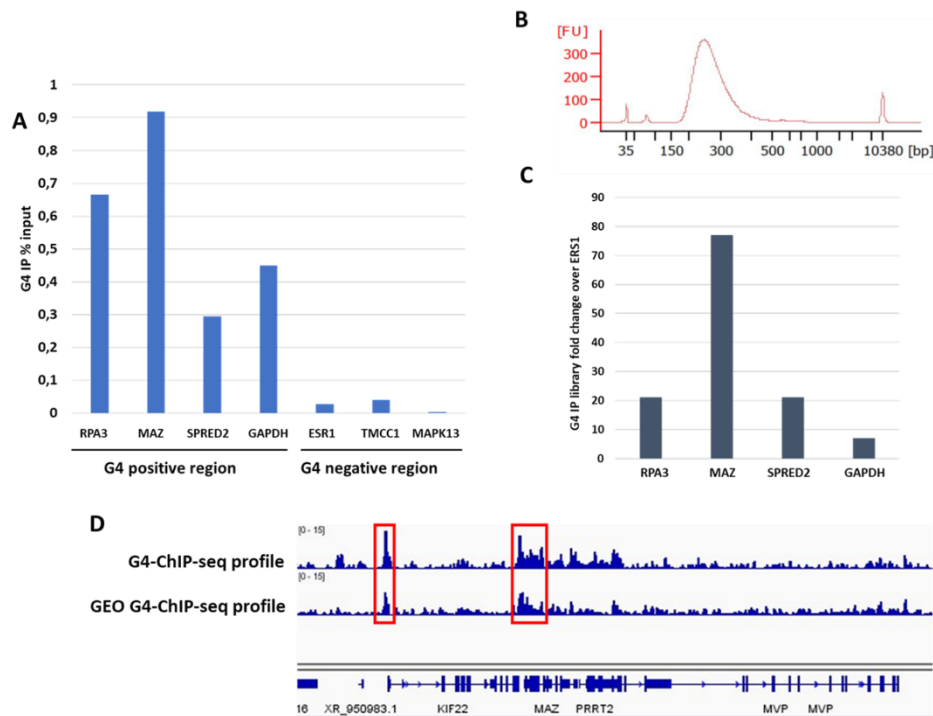 A
G4 IP % input
1
0,9
0,8
0,7
0,6
0,5
0,4
0,3
0,2
0,1
0
RPA3 MAZ SPRED2 GAPDH ESR1 TMCC1 MAPK13
G4 positive region G4 negative region
B
[FU]
300
200
100
0
35 150 300 500 1000 10380 [bp]
C
G4 IP library fold change over ERS1
90
80
70
60
50
40
30
20
10
0
RPA3 MAZ SPRED2 GAPDH
D
[0 - 15]
G4-ChIP-seq profile
[0 - 15]
GEO G4-ChIP-seq profile
16 XR_950983.1 KIF22 MAZ PRRT2 MVP MVP